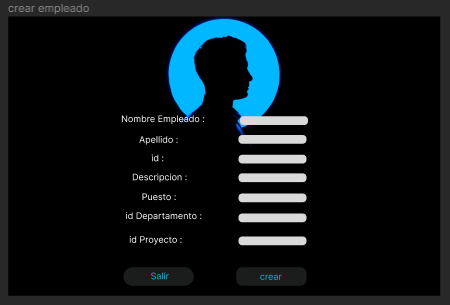 crear empleado
Nombre Empleado :
Apellido :
id :
Descripcion :
Puesto :
id Departamento :
id Proyecto :
Salir crear